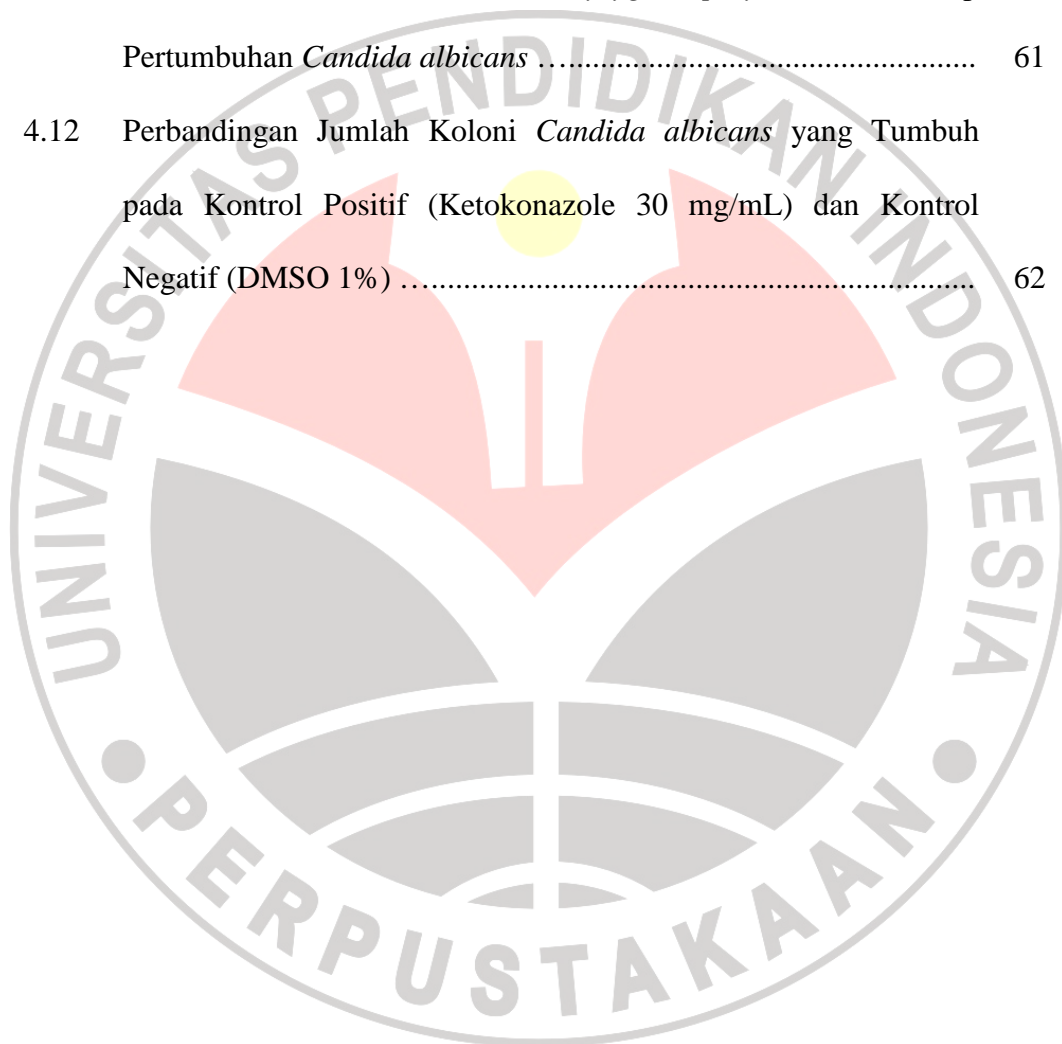 Pertumbuhan Candida albicans …................................................... 61
4.12 Perbandingan Jumlah Koloni Candida albicans yang Tumbuh
pada Kontrol Positif (Ketokonazole 30 mg/mL) dan Kontrol
Negatif (DMSO 1%) …............................................................. 62
UNIVERSITAS PENDIDIKAN INDONESIA
PERPUSTAKAAN